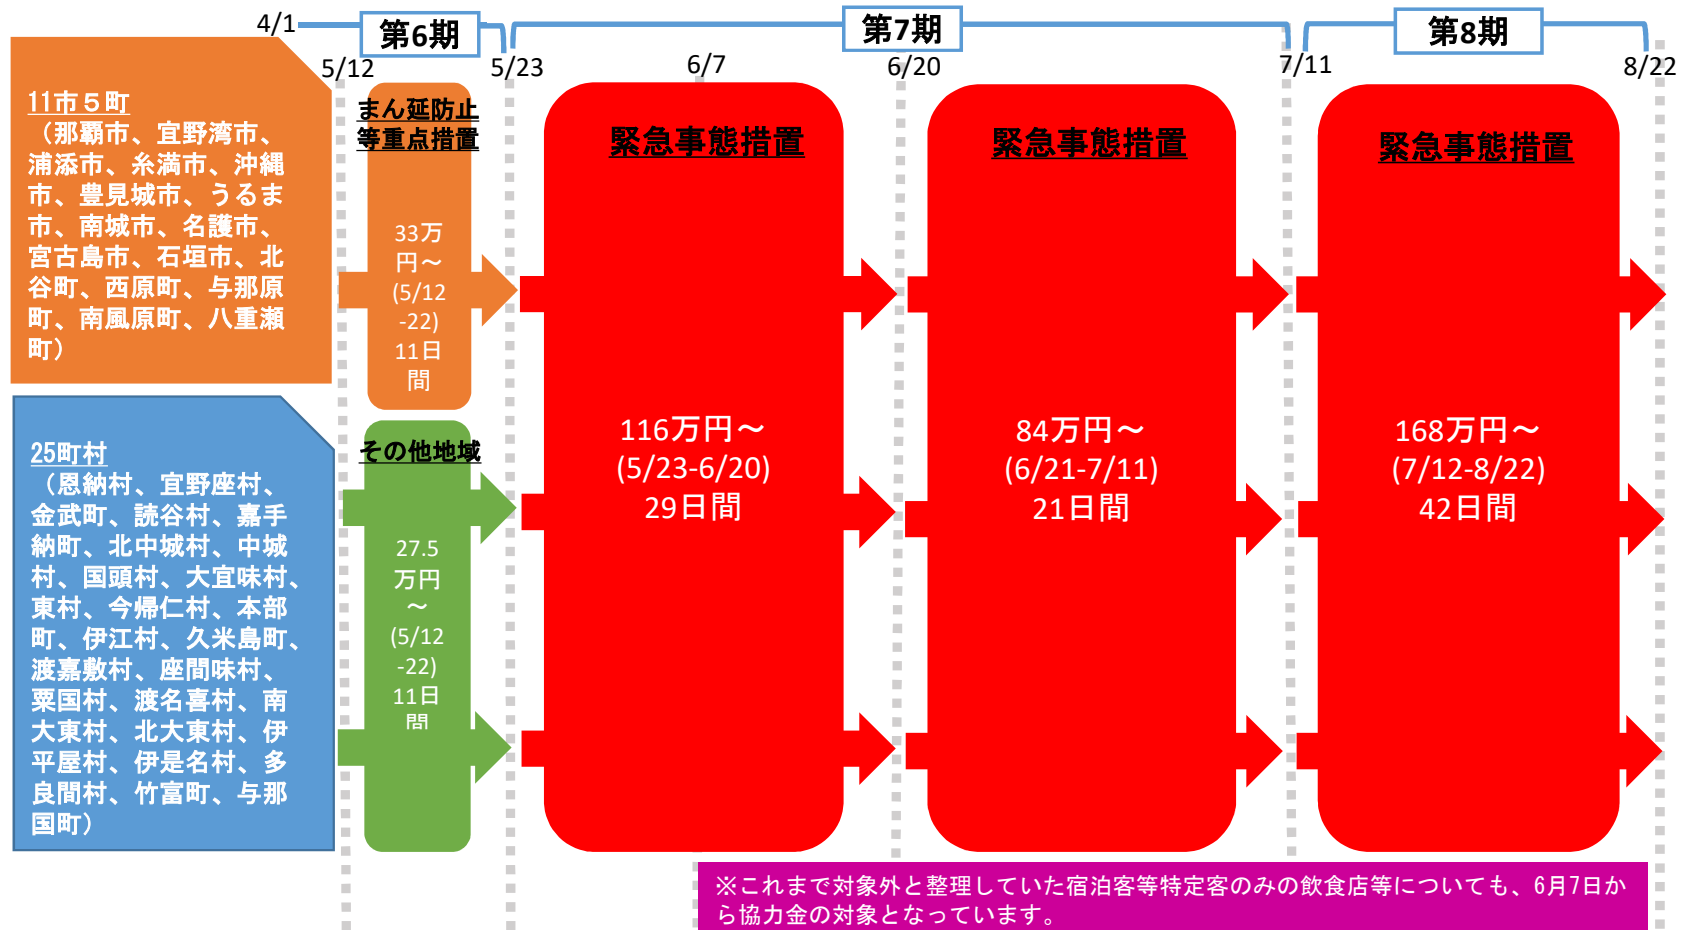 4/1
第6期
第7期
第8期
5/12
5/23
6/7
6/20
7/11
8/22
11市５町
（那覇市、宜野湾市、
浦添市、糸満市、沖縄
市、豊見城市、うるま
市、南城市、名護市、
宮古島市、石垣市、北
谷町、西原町、与那原
町、南風原町、八重瀬
町）
まん延防止
等重点措置
33万
円～
(5/12
-22)
11日
間
緊急事態措置
緊急事態措置
緊急事態措置
25町村
（恩納村、宜野座村、
金武町、読谷村、嘉手
納町、北中城村、中城
村、国頭村、大宜味村、
東村、今帰仁村、本部
町、伊江村、久米島町、
渡嘉敷村、座間味村、
粟国村、渡名喜村、南
大東村、北大東村、伊
平屋村、伊是名村、多
良間村、竹富町、与那
国町）
その他地域
27.5
万円
～
(5/12
-22)
11日
間
116万円～
(5/23-6/20)
29日間
84万円～
(6/21-7/11)
21日間
168万円～
(7/12-8/22)
42日間
※これまで対象外と整理していた宿泊客等特定客のみの飲食店等についても、6月7日か
ら協力金の対象となっています。